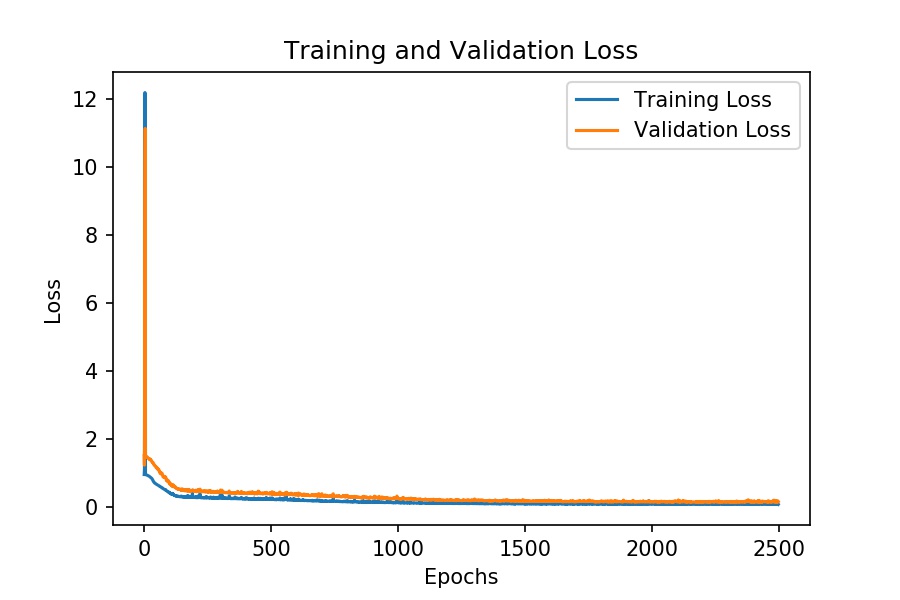 Training and Validation Loss
Training Loss
Validation Loss
12
10
8
6
4
2
0
Loss
0 500 1000 1500 2000 2500
Epochs